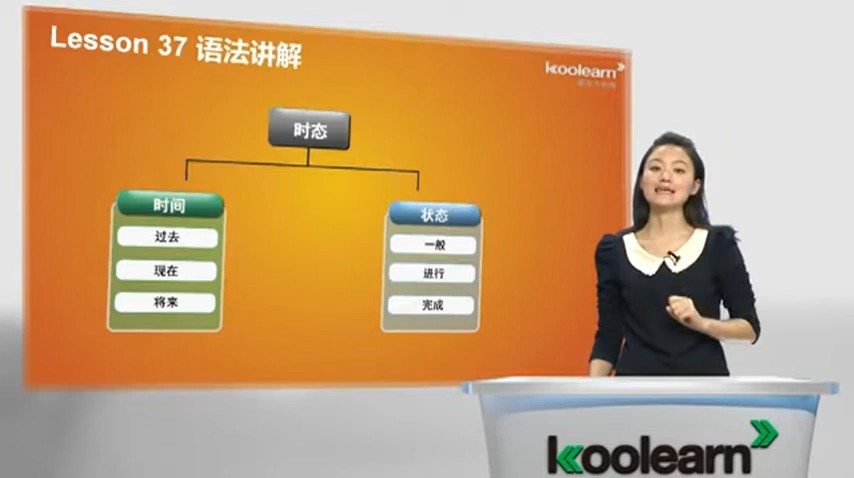 Lesson 37 语法讲解
koolearn
时态
时间
过去
现在
将来
状态
一般
进行
完成
koolearn